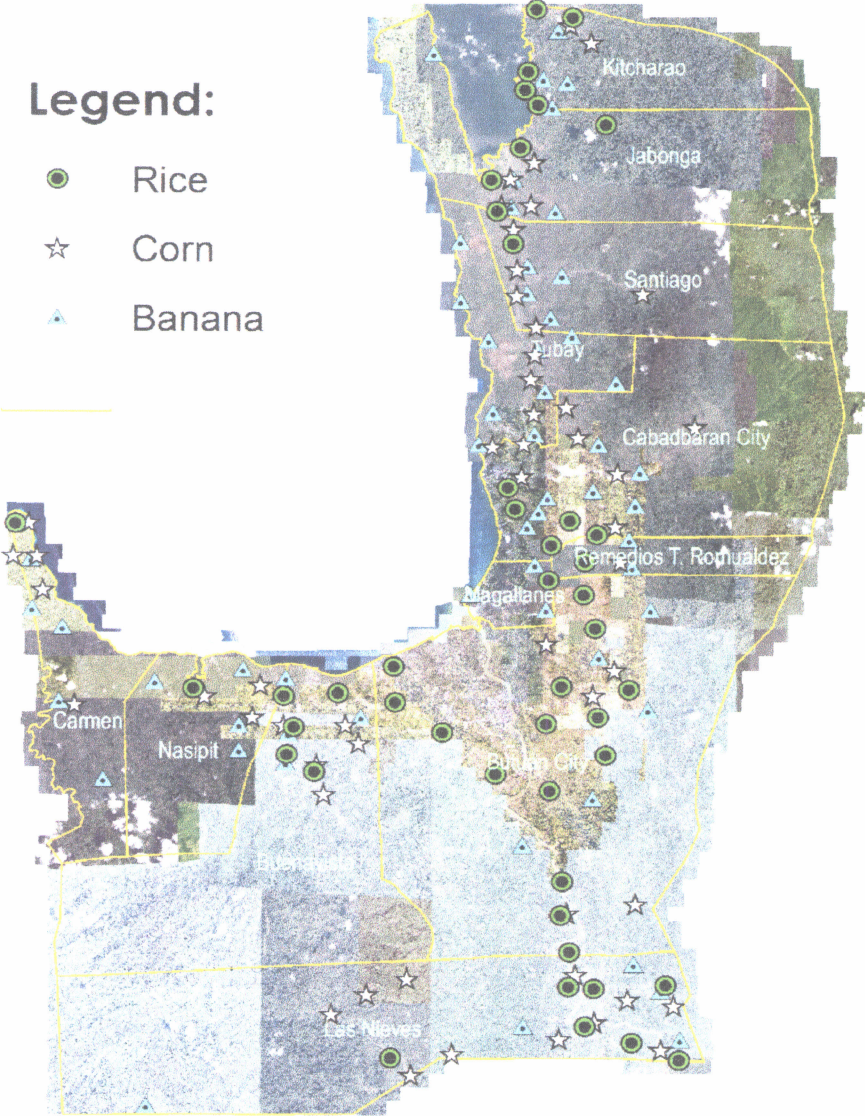 Legend:
Rice
Corn
Banana
Kitcharao
Jabonga
Santiago
Tubay
Cabadbaran City
Remedios T. Romualdez
Magallanes
Carmen
Nasipit
Butuan City
Buenavista
Las Nieves